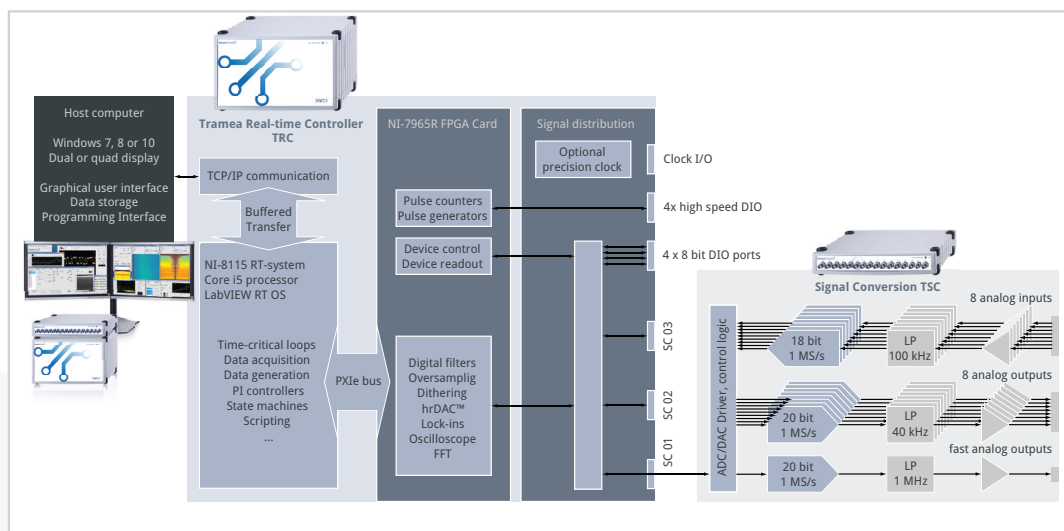 Host computer
Windows 7, 8 or 10
Dual or quad display
Graphical user interface
Data storage
Programming Interface
Tramea Real-time Controller
TRC
TCP/IP communication
Buffered
Transfer
NI-8115 RT-system
Core i5 processor
LabVIEW RT OS
Time-critical loops
Data acquisition
Data generation
PI controllers
State machines
Scripting
...
PXIe bus
NI-7965R FPGA Card
Pulse counters
Pulse generators
Device control
Device readout
Digital filters
Oversamplig
Dithering
hrDAC™
Lock-ins
Oscilloscope
FFT
Signal distribution
Optional
precision clock
Clock I/O
4x high speed DIO
4 x 8 bit DIO ports
SC 03
SC 02
SC 01
Signal Conversion TSC
ADC/DAC Driver, control logic
8 analog inputs
18 bit
1 MS/s
LP
100 kHz
8 analog outputs
20 bit
1 MS/s
LP
40 kHz
fast analog outputs
20 bit
1 MS/s
LP
1 MHz